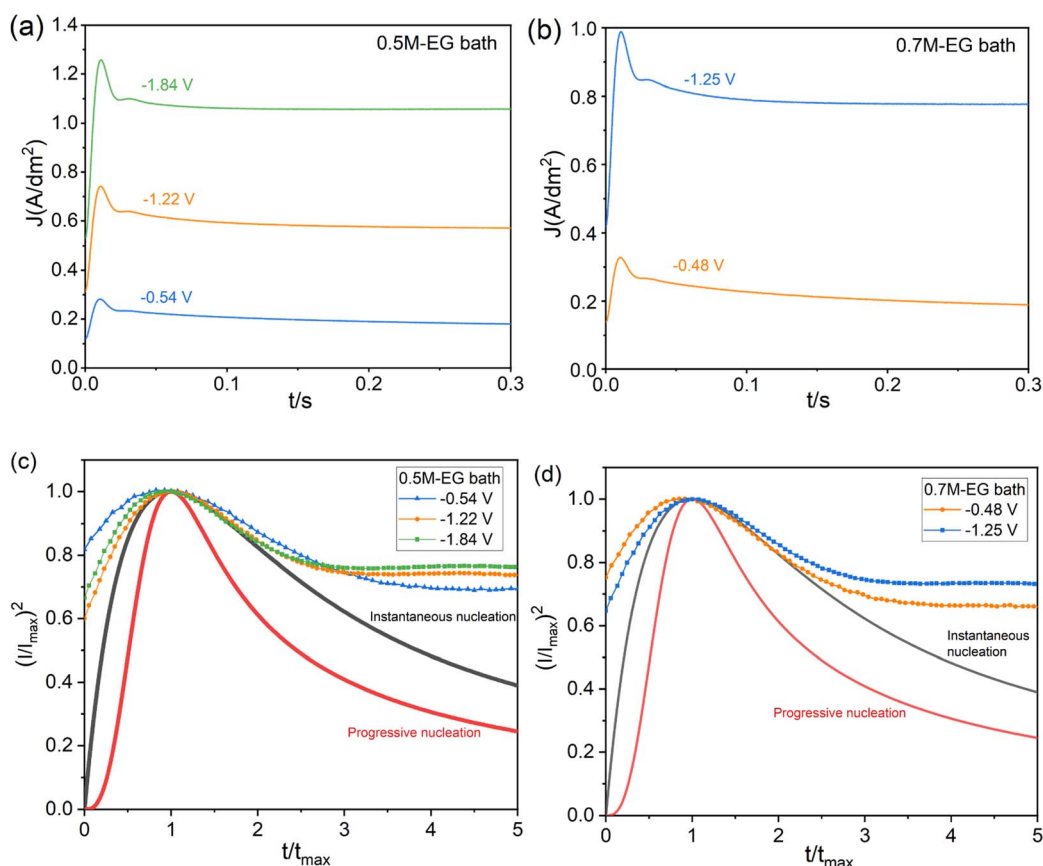 (a)
0.5M-EG bath
1.4
1.2
1.0
0.8
0.6
0.4
0.2
0.0
J(A/dm²)
-1.84 V
-1.22 V
-0.54 V
0.0 0.1 0.2 0.3
t/s
(b)
0.7M-EG bath
1.0
0.8
0.6
0.4
0.2
0.0
J(A/dm²)
-1.25 V
-0.48 V
0.0 0.1 0.2 0.3
t/s
(c)
1.0
0.8
0.6
0.4
0.2
0.0
(I/Imax)²
0.5M-EG bath
-0.54 V
-1.22 V
-1.84 V
Instantaneous nucleation
Progressive nucleation
0 1 2 3 4 5
t/tmax
(d)
1.0
0.8
0.6
0.4
0.2
0.0
(I/Imax)²
0.7M-EG bath
-0.48 V
-1.25 V
Instantaneous
nucleation
Progressive nucleation
0 1 2 3 4 5
t/tmax